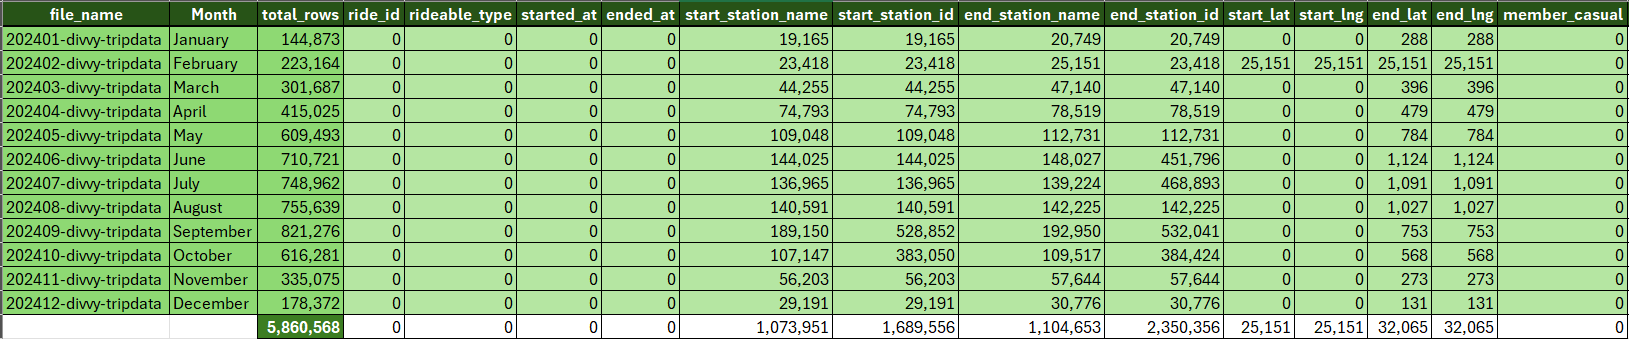 file_name Month total_rows ride_id rideable_type started_at ended_at start_station_name start_station_id end_station_name end_station_id start_lat start_lng end_lat end_lng member_casual
202401-divvy-tripdata January 144,873 0 0 0 0 19,165 19,165 20,749 20,749 0 0 288 288 0
202402-divvy-tripdata February 223,164 0 0 0 0 23,418 23,418 25,151 23,418 25,151 25,151 25,151 25,151 0
202403-divvy-tripdata March 301,687 0 0 0 0 44,255 44,255 47,140 47,140 0 0 396 396 0
202404-divvy-tripdata April 415,025 0 0 0 0 74,793 74,793 78,519 78,519 0 0 479 479 0
202405-divvy-tripdata May 609,493 0 0 0 0 109,048 109,048 112,731 112,731 0 0 784 784 0
202406-divvy-tripdata June 710,721 0 0 0 0 144,025 144,025 148,027 451,796 0 0 1,124 1,124 0
202407-divvy-tripdata July 748,962 0 0 0 0 136,965 136,965 139,224 468,893 0 0 1,091 1,091 0
202408-divvy-tripdata August 755,639 0 0 0 0 140,591 140,591 142,225 142,225 0 0 1,027 1,027 0
202409-divvy-tripdata September 821,276 0 0 0 0 189,150 528,852 192,950 532,041 0 0 753 753 0
202410-divvy-tripdata October 616,281 0 0 0 0 107,147 383,050 109,517 384,424 0 0 568 568 0
202411-divvy-tripdata November 335,075 0 0 0 0 56,203 56,203 57,644 57,644 0 0 273 273 0
202412-divvy-tripdata December 178,372 0 0 0 0 29,191 29,191 30,776 30,776 0 0 131 131 0
5,860,568 0 0 0 0 1,073,951 1,689,556 1,104,653 2,350,356 25,151 25,151 32,065 32,065 0